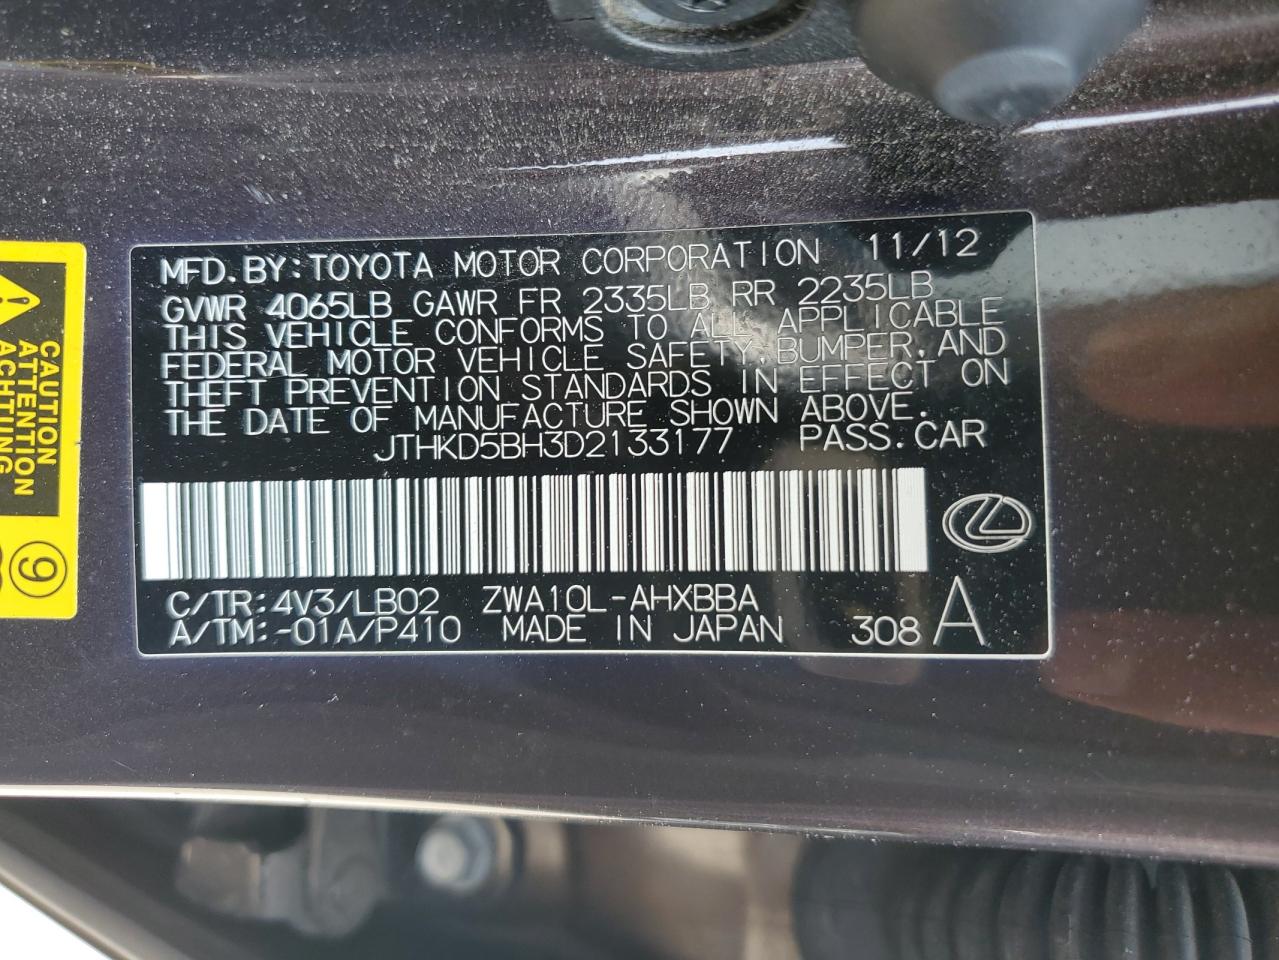 MFD.BY:TOYOTA MOTOR CORPORATION 11/12
GVWR 4065LB GAWR FR 2335LB RR 2235LB
THIS VEHICLE CONFORMS TO ALL APPLICABLE
FEDERAL MOTOR VEHICLE SAFETY,BUMPER,AND
THEFT PREVENTION STANDARDS IN EFFECT ON
THE DATE OF MANUFACTURE SHOWN ABOVE.
JTHKD5BH3D2133177 PASS.CAR
C/TR:4V3/LB02 ZWA10L-AHXBBA
A/TM:-01A/P410 MADE IN JAPAN 308 A
CAUTION
ATTENTION
ACHTUNG
9